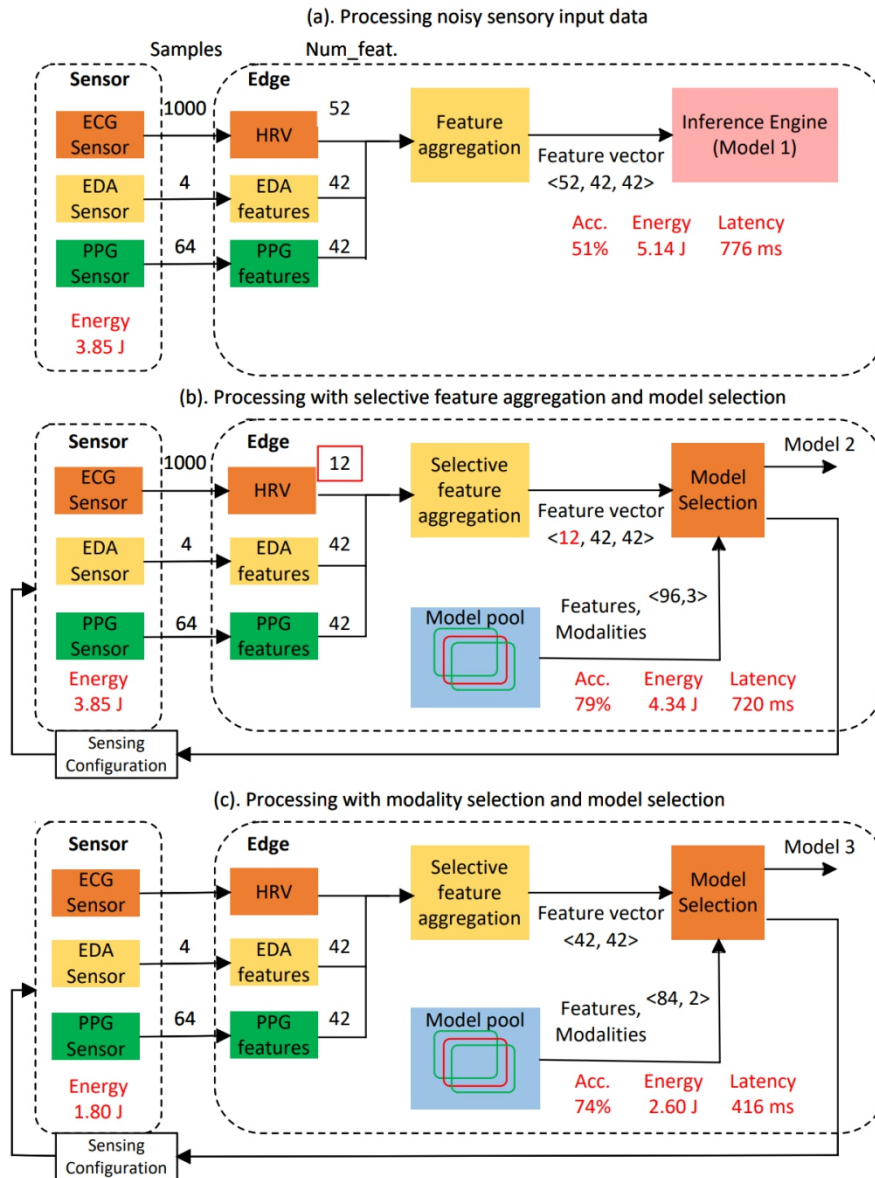 (a). Processing noisy sensory input data
Samples
Num_feat.
Sensor
Edge
ECG
Sensor
1000
HRV
52
Feature
aggregation
Inference Engine
(Model 1)
Feature vector
<52, 42, 42>
EDA
Sensor
4
EDA
features
42
PPG
Sensor
64
PPG
features
42
Acc.
Energy
Latency
51%
5.14 J
776 ms
Energy
3.85 J
(b). Processing with selective feature aggregation and model selection
Sensor
Edge
ECG
Sensor
1000
HRV
12
Selective
feature
aggregation
Model
Selection
Model 2
Feature vector
<12, 42, 42>
EDA
Sensor
4
EDA
features
42
PPG
Sensor
64
PPG
features
42
Model pool
Features,
Modalities
<96,3>
Acc.
Energy
Latency
79%
4.34 J
720 ms
Energy
3.85 J
Sensing
Configuration
(c). Processing with modality selection and model selection
Sensor
Edge
ECG
Sensor
HRV
Selective
feature
aggregation
Model
Selection
Model 3
Feature vector
<42, 42>
EDA
Sensor
4
EDA
features
42
PPG
Sensor
64
PPG
features
42
Model pool
Features,
Modalities
<84, 2>
Acc.
Energy
Latency
74%
2.60 J
416 ms
Energy
1.80 J
Sensing
Configuration